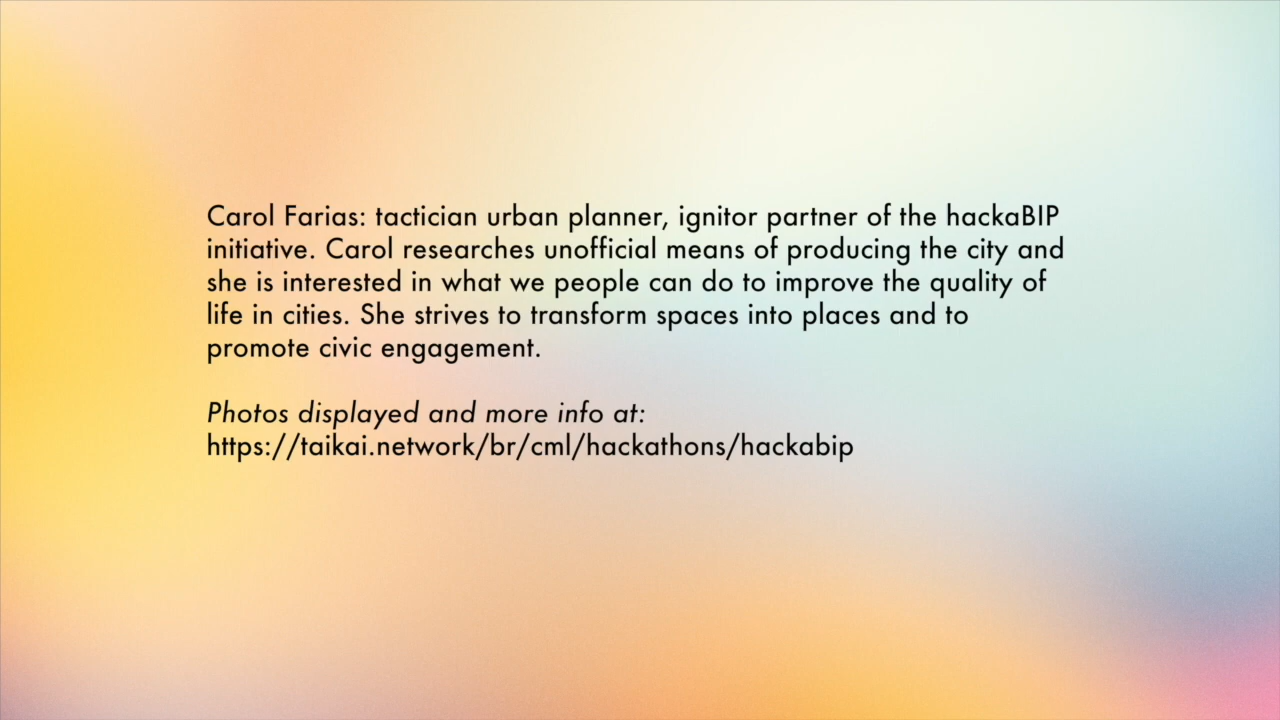 Carol Farias: tactician urban planner, ignitor partner of the hackaBIP
initiative. Carol researches unofficial means of producing the city and
she is interested in what we people can do to improve the quality of
life in cities. She strives to transform spaces into places and to
promote civic engagement.
Photos displayed and more info at:
https://taikai.network/br/cml/hackathons/hackabip